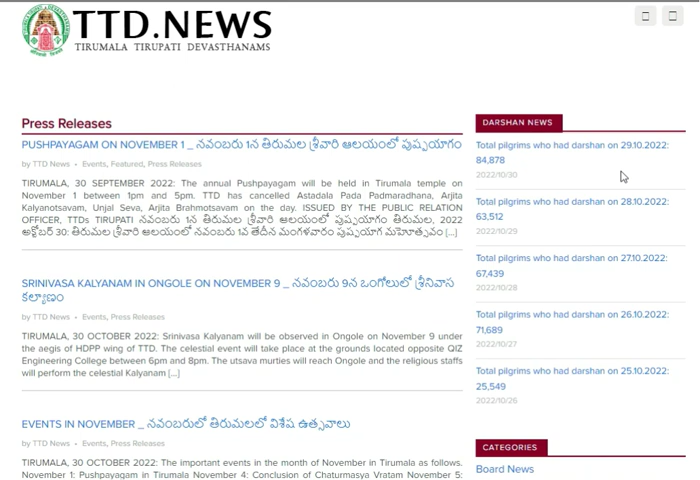 TTD.NEWS
TIRUMALA TIRUPATI DEVASTHANAMS
Press Releases
PUSHPAYAGAM ON NOVEMBER 1 _ నవంబరు 1న తిరుమల శ్రీవారి ఆలయంలో పుష్పయాగం
by TTD News • Events, Featured, Press Releases
TIRUMALA, 30 SEPTEMBER 2022: The annual Pushpayagam will be held in Tirumala temple on
November 1 between 1pm and 5pm. TTD has cancelled Astadala Pada Padmaradhana, Arjita
Kalyanotsavam, Unjal Seva, Arjita Brahmotsavam on the day. ISSUED BY THE PUBLIC RELATION
OFFICER, TTDs TIRUPATI నవంబరు 1న తిరుమల శ్రీవారి ఆలయంలో పుష్పయాగం తిరుమల, 2022
అక్టోబర్ 30: తిరుమల శ్రీవారి ఆలయంలో నవంబరు 1వ తేదీన మంగళవారం పుష్పయాగ మహోత్సవం [...]
SRINIVASA KALYANAM IN ONGOLE ON NOVEMBER 9 _ నవంబరు 9న ఒంగోలులో శ్రీనివాస
కల్యాణం
by TTD News • Events, Press Releases
TIRUMALA, 30 OCTOBER 2022: Srinivasa Kalyanam will be observed in Ongole on November 9 under
the aegis of HDPP wing of TTD. The celestial event will take place at the grounds located opposite QIZ
Engineering College between 6pm and 8pm. The utsava murties will reach Ongole and the religious staffs
will perform the celestial Kalyanam [...]
EVENTS IN NOVEMBER _ నవంబరులో తిరుమలలో విశేష ఉత్సవాలు
by TTD News • Events, Press Releases
TIRUMALA, 30 OCTOBER 2022: The important events in the month of November in Tirumala as follows.
November 1: Pushpayagam in Tirumala November 4: Conclusion of Chaturmasya Vratam November 5:
DARSHAN NEWS
Total pilgrims who had darshan on 29.10.2022:
84,878
2022/10/30
Total pilgrims who had darshan on 28.10.2022:
63,512
2022/10/29
Total pilgrims who had darshan on 27.10.2022:
67,439
2022/10/28
Total pilgrims who had darshan on 26.10.2022:
71,689
2022/10/27
Total pilgrims who had darshan on 25.10.2022:
25,549
2022/10/26
CATEGORIES
Board News